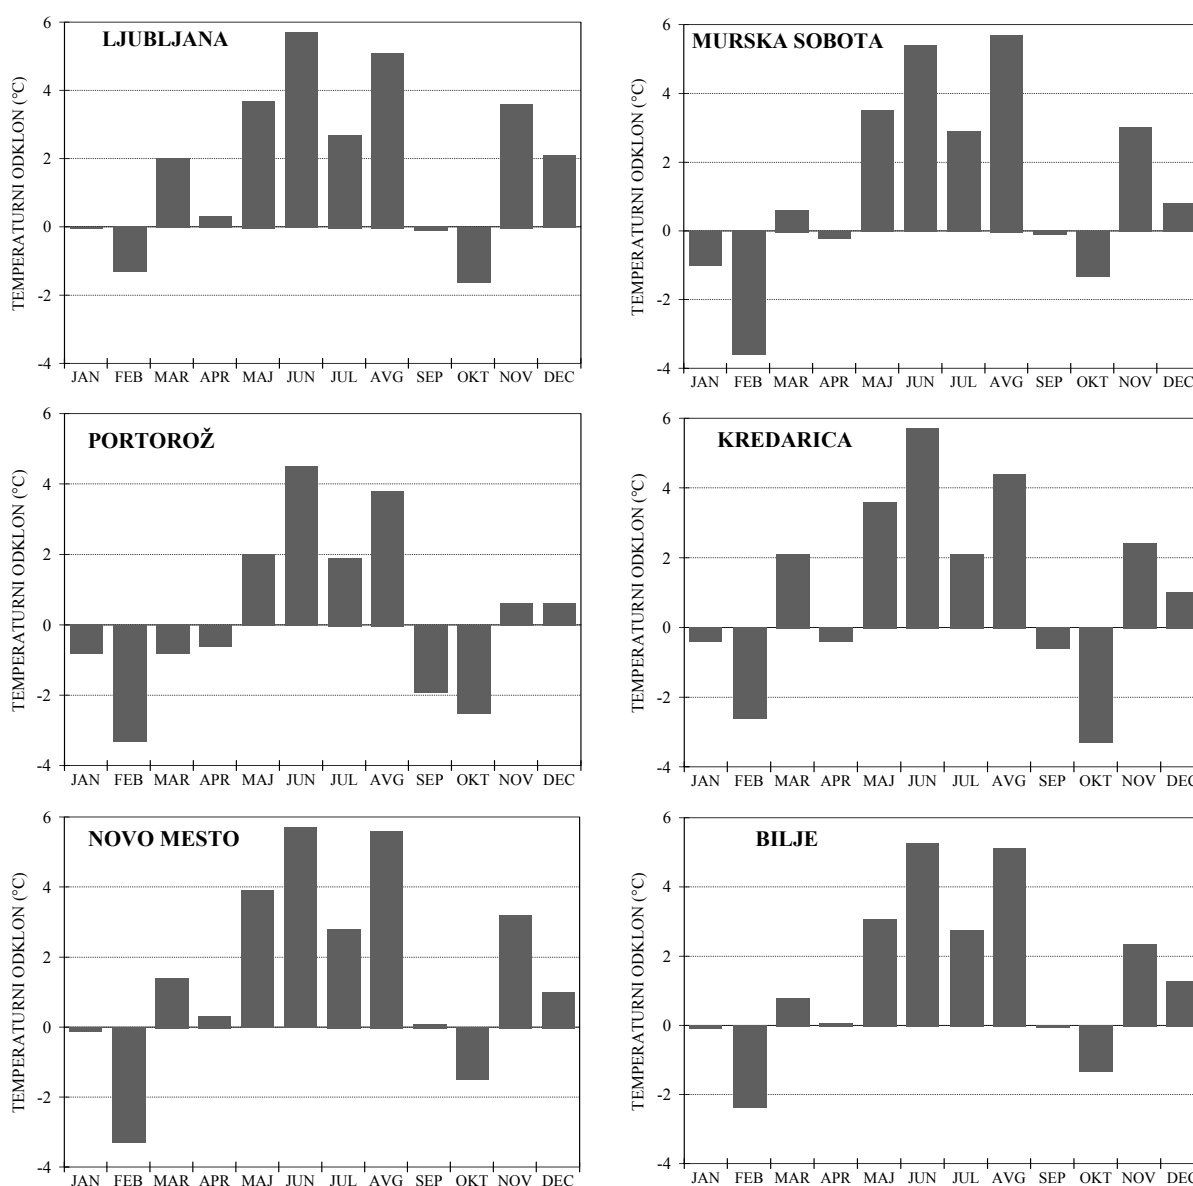 LJUBLJANA
TEMPERATURNI ODKLON (°C)
6
4
2
0
-2
-4
JAN FEB MAR APR MAJ JUN JUL AVG SEP OKT NOV DEC
MURSKA SOBOTA
TEMPERATURNI ODKLON (°C)
6
4
2
0
-2
-4
JAN FEB MAR APR MAJ JUN JUL AVG SEP OKT NOV DEC
PORTOROŽ
TEMPERATURNI ODKLON (°C)
6
4
2
0
-2
-4
JAN FEB MAR APR MAJ JUN JUL AVG SEP OKT NOV DEC
KREDARICA
TEMPERATURNI ODKLON (°C)
6
4
2
0
-2
-4
JAN FEB MAR APR MAJ JUN JUL AVG SEP OKT NOV DEC
NOVO MESTO
TEMPERATURNI ODKLON (°C)
6
4
2
0
-2
-4
JAN FEB MAR APR MAJ JUN JUL AVG SEP OKT NOV DEC
BILJE
TEMPERATURNI ODKLON (°C)
6
4
2
0
-2
-4
JAN FEB MAR APR MAJ JUN JUL AVG SEP OKT NOV DEC